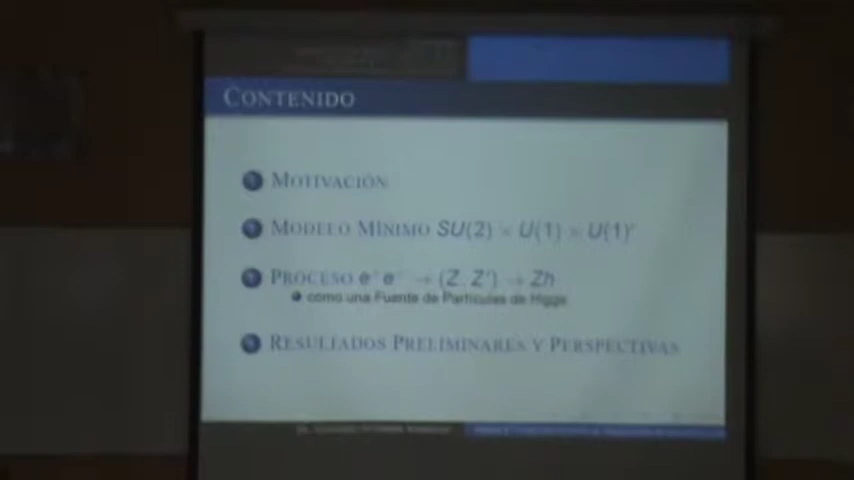 CONTENIDO
MOTIVACIÓN
MODELO MÍNIMO SU(2) × U(1) × U(1)'
PROCESO e⁺e⁻ → (Z, Z') → Zh
como una Fuente de Partículas de Higgs
RESULTADOS PRELIMINARES Y PERSPECTIVAS